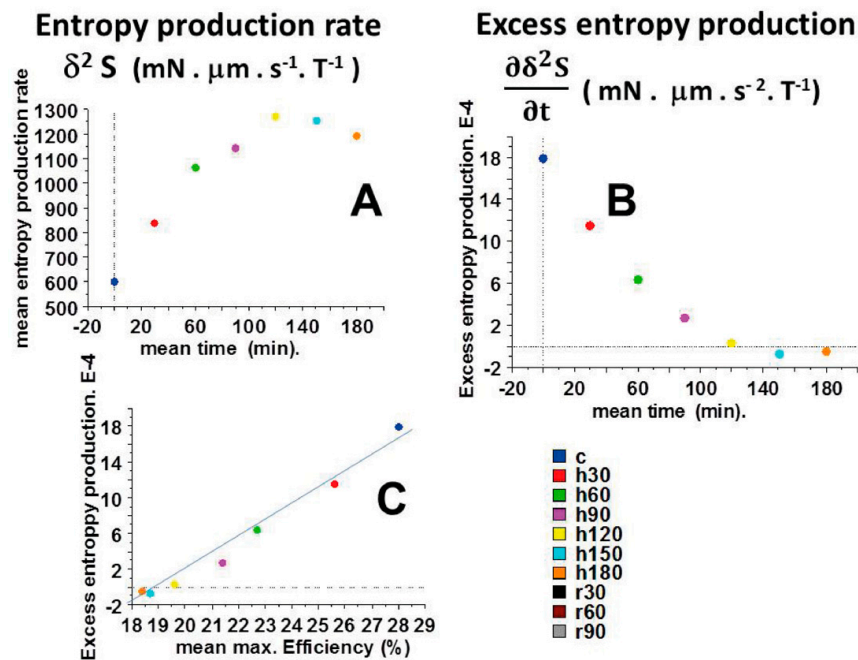 Entropy production rate
δ² S (mN . μm . s⁻¹. T⁻¹ )
mean entropy production rate
1300
1200
1100
1000
900
800
700
600
500
-20 20 60 100 140 180
mean time (min).
A
Excess entropy production
∂δ²S
∂t
( mN . μm . s⁻². T⁻¹)
Excess entroppy production. E-4
18
14
10
6
2
-2
-20 20 60 100 140 180
mean time (min).
B
Excess entroppy production. E-4
18
14
10
6
2
-2
18 19 20 21 22 23 24 25 26 27 28 29
mean max. Efficiency (%)
C
c
h30
h60
h90
h120
h150
h180
r30
r60
r90